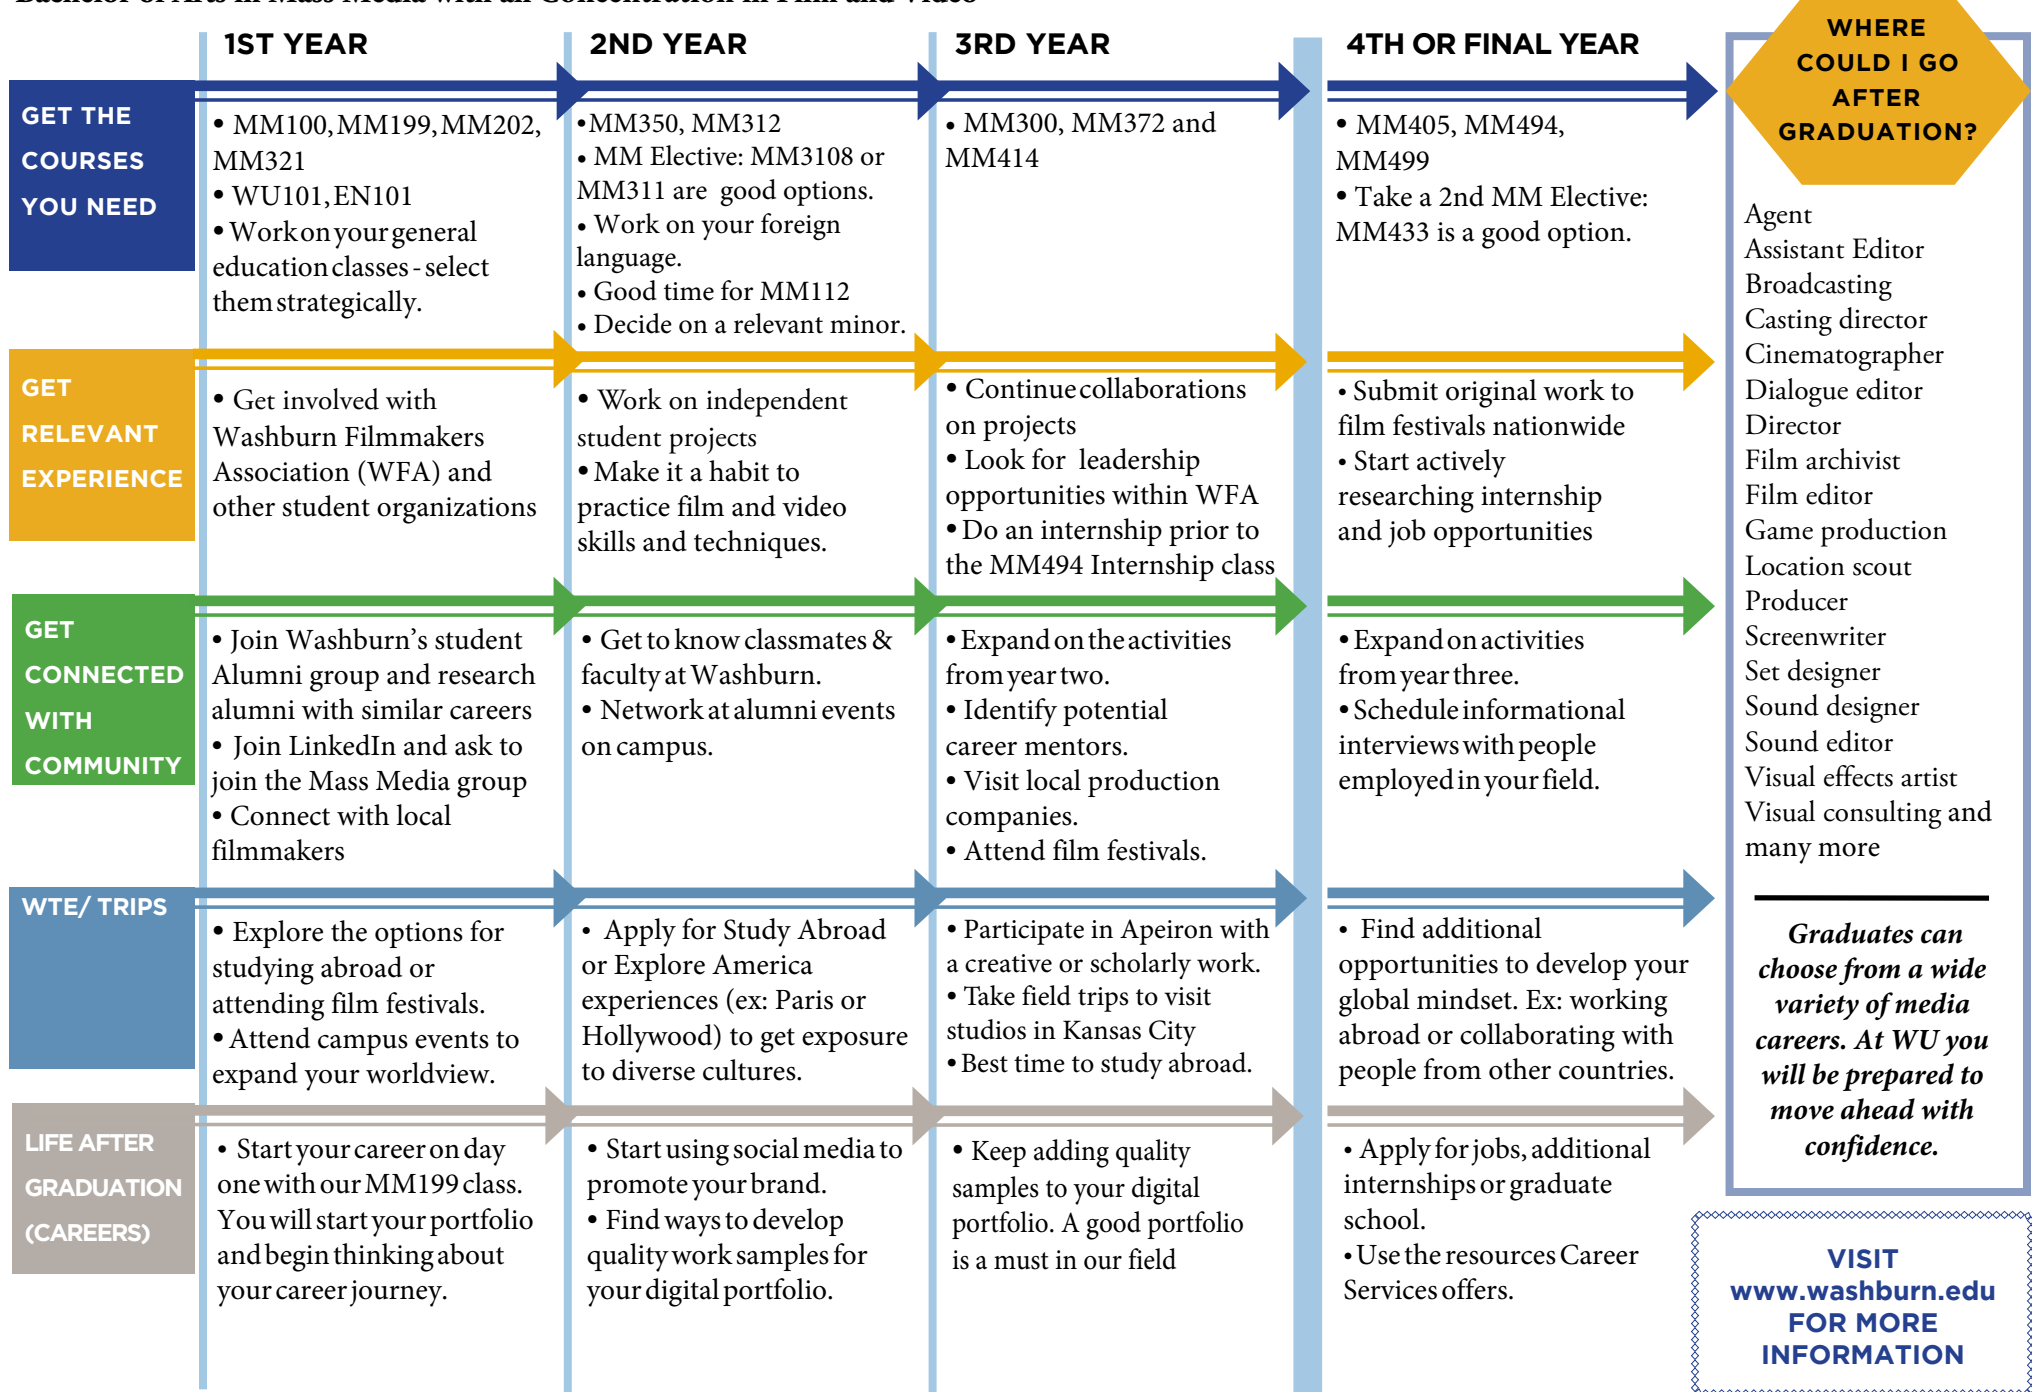 Bachelor of Arts in Mass Media with an Concentration in Film and Video
1ST YEAR
2ND YEAR
3RD YEAR
4TH OR FINAL YEAR
GET THE
COURSES
YOU NEED
• MM100, MM199, MM202,
MM321
• WU101, EN101
• Work on your general
education classes - select
them strategically.
• MM350, MM312
• MM Elective: MM3108 or
MM311 are good options.
• Work on your foreign
language.
• Good time for MM112
• Decide on a relevant minor.
• MM300, MM372 and
MM414
• MM405, MM494,
MM499
• Take a 2nd MM Elective:
MM433 is a good option.
GET
RELEVANT
EXPERIENCE
• Get involved with
Washburn Filmmakers
Association (WFA) and
other student organizations
• Work on independent
student projects
• Make it a habit to
practice film and video
skills and techniques.
• Continue collaborations
on projects
• Look for leadership
opportunities within WFA
• Do an internship prior to
the MM494 Internship class
• Submit original work to
film festivals nationwide
• Start actively
researching internship
and job opportunities
GET
CONNECTED
WITH
COMMUNITY
• Join Washburn's student
Alumni group and research
alumni with similar careers
• Join LinkedIn and ask to
join the Mass Media group
• Connect with local
filmmakers
• Get to know classmates &
faculty at Washburn.
• Network at alumni events
on campus.
• Expand on the activities
from year two.
• Identify potential
career mentors.
• Visit local production
companies.
• Attend film festivals.
• Expand on activities
from year three.
• Schedule informational
interviews with people
employed in your field.
WTE/ TRIPS
• Explore the options for
studying abroad or
attending film festivals.
• Attend campus events to
expand your worldview.
• Apply for Study Abroad
or Explore America
experiences (ex: Paris or
Hollywood) to get exposure
to diverse cultures.
• Participate in Apeiron with
a creative or scholarly work.
• Take field trips to visit
studios in Kansas City
• Best time to study abroad.
• Find additional
opportunities to develop your
global mindset. Ex: working
abroad or collaborating with
people from other countries.
LIFE AFTER
GRADUATION
(CAREERS)
• Start your career on day
one with our MM199 class.
You will start your portfolio
and begin thinking about
your career journey.
• Start using social media to
promote your brand.
• Find ways to develop
quality work samples for
your digital portfolio.
• Keep adding quality
samples to your digital
portfolio. A good portfolio
is a must in our field
• Apply for jobs, additional
internships or graduate
school.
• Use the resources Career
Services offers.
WHERE
COULD I GO
AFTER
GRADUATION?
Agent
Assistant Editor
Broadcasting
Casting director
Cinematographer
Dialogue editor
Director
Film archivist
Film editor
Game production
Location scout
Producer
Screenwriter
Set designer
Sound designer
Sound editor
Visual effects artist
Visual consulting and
many more
Graduates can
choose from a wide
variety of media
careers. At WU you
will be prepared to
move ahead with
confidence.
VISIT
www.washburn.edu
FOR MORE
INFORMATION